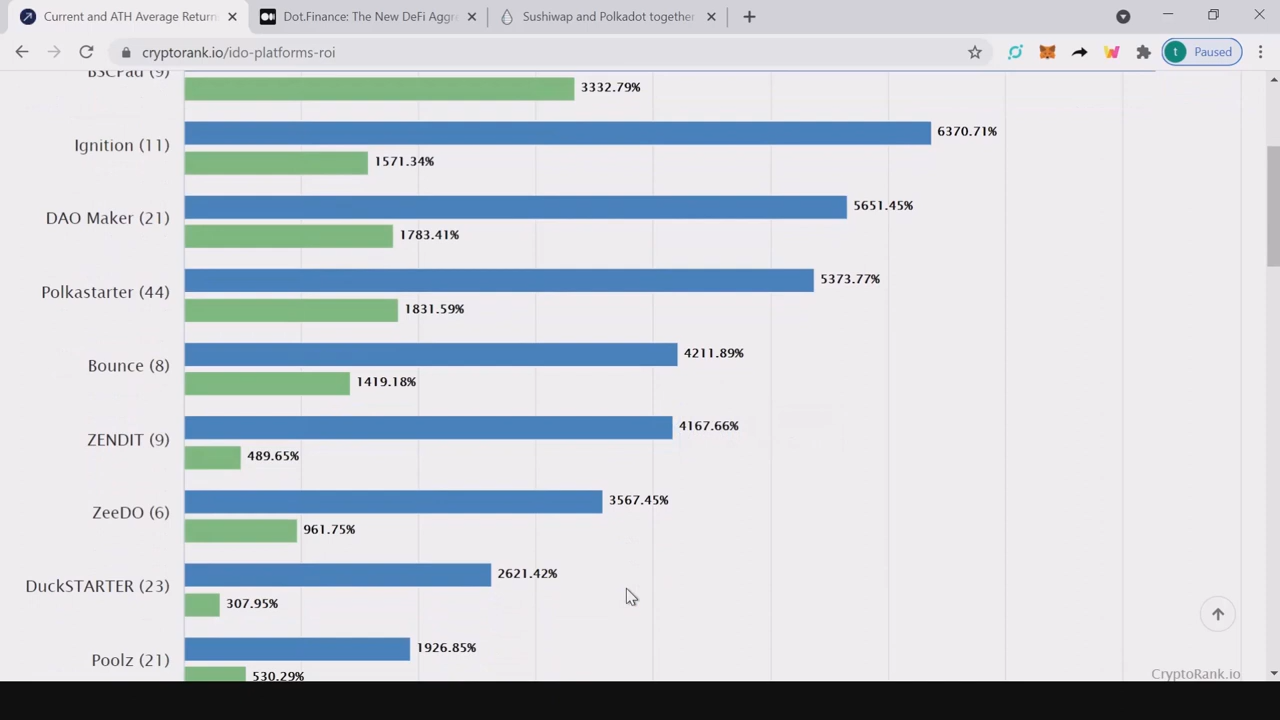 Current and ATH Average Return
Dot.Finance: The New DeFi Aggre
Sushiwap and Polkadot together
cryptorank.io/ido-platforms-roi
t Paused
BSCPad (9)
3332.79%
Ignition (11)
6370.71%
1571.34%
DAO Maker (21)
5651.45%
1783.41%
Polkastarter (44)
5373.77%
1831.59%
Bounce (8)
4211.89%
1419.18%
ZENDIT (9)
4167.66%
489.65%
ZeeDO (6)
3567.45%
961.75%
DuckSTARTER (23)
2621.42%
307.95%
Poolz (21)
1926.85%
530.29%
CryptoRank.io